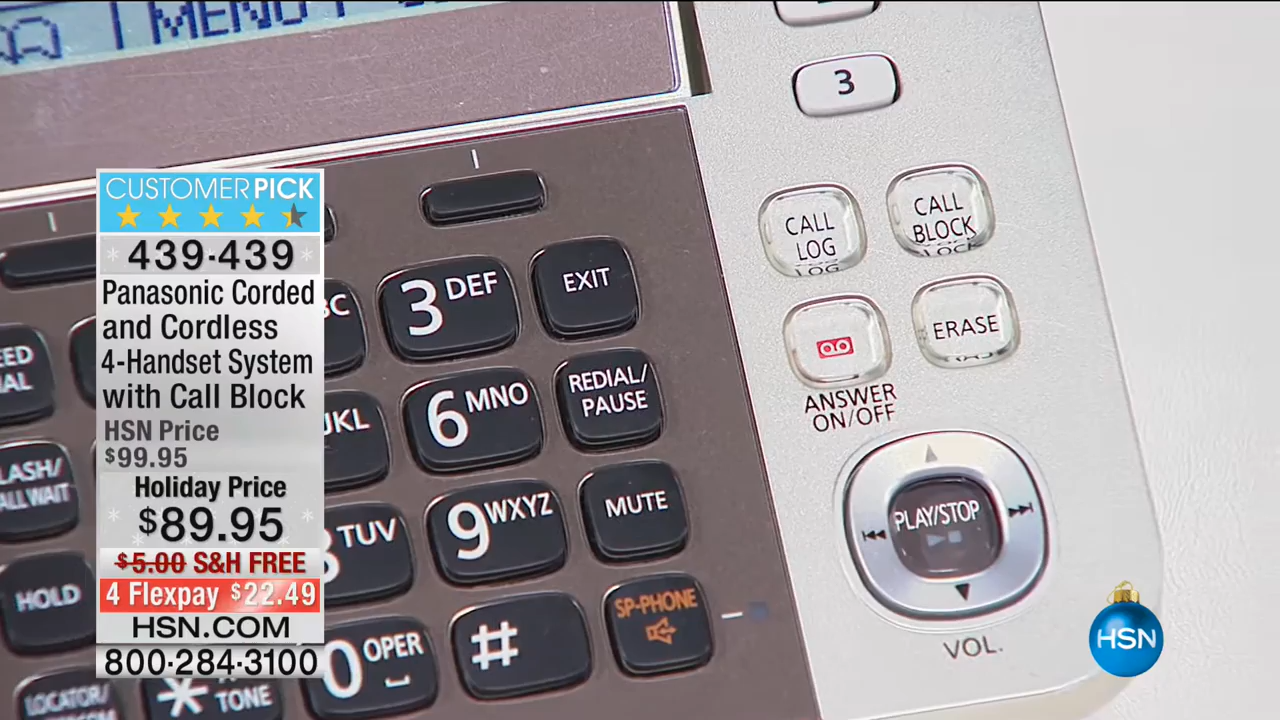 MENU
3
CUSTOMER PICK
439·439
Panasonic Corded
and Cordless
4-Handset System
with Call Block
HSN Price
$99.95
Holiday Price
$89.95
$5.00 S&H FREE
4 Flexpay $22.49
HSN.COM
800·284·3100
3 DEF
EXIT
JKL
6 MNO
REDIAL/
PAUSE
TUV
9 WXYZ
MUTE
HOLD
0 OPER
#
SP-PHONE
LOCATOR/
* TONE
CALL
LOG
CALL
BLOCK
ANSWER
ON/OFF
ERASE
PLAY/STOP
VOL.
HSN